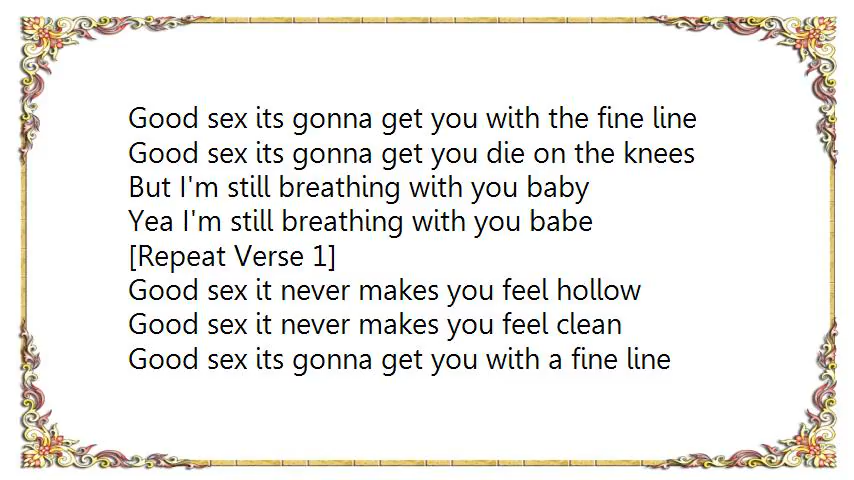 Good sex its gonna get you with the fine line
Good sex its gonna get you die on the knees
But I'm still breathing with you baby
Yea I'm still breathing with you babe
[Repeat Verse 1]
Good sex it never makes you feel hollow
Good sex it never makes you feel clean
Good sex its gonna get you with a fine line